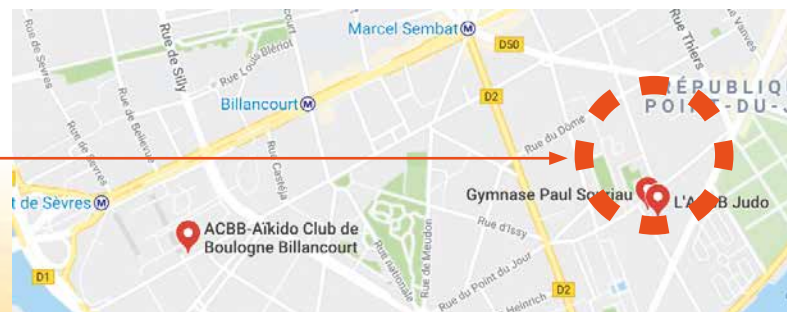 Marcel Sembat M
D50
Rue de Sèvres
Rue de Silly
Rue Louis Blériot
Rue Thiers
Vanves
RÉPUBLIQ
POINT-DU-J
Billancourt M
D2
Rue de Bellevue
Rue du Dôme
Rue de Sèvres
Rue Castéja
Gymnase Paul Souriau
L'ACBB Judo
t de Sèvres M
ACBB-Aïkido Club de
Boulogne Billancourt
Rue d'Issy
Rue nationale
Rue de Meudon
Rue du Point du Jour
D1
Heinrich
D2